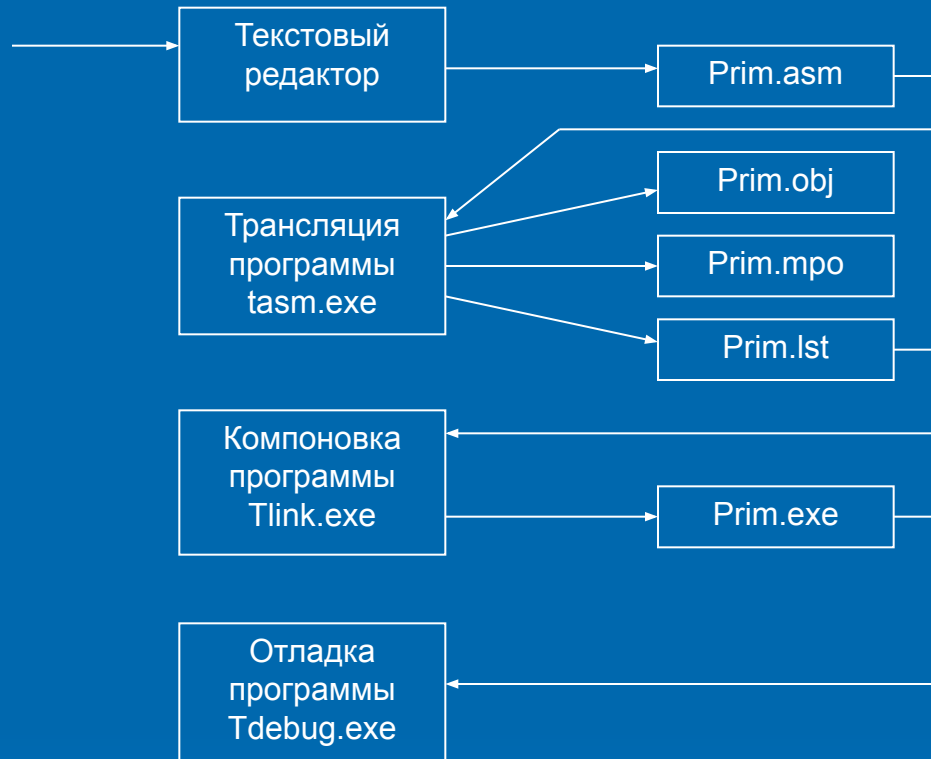 Текстовый
редактор
Prim.asm
Трансляция
программы
tasm.exe
Prim.obj
Prim.mpo
Prim.lst
Компоновка
программы
Tlink.exe
Prim.exe
Отладка
программы
Tdebug.exe